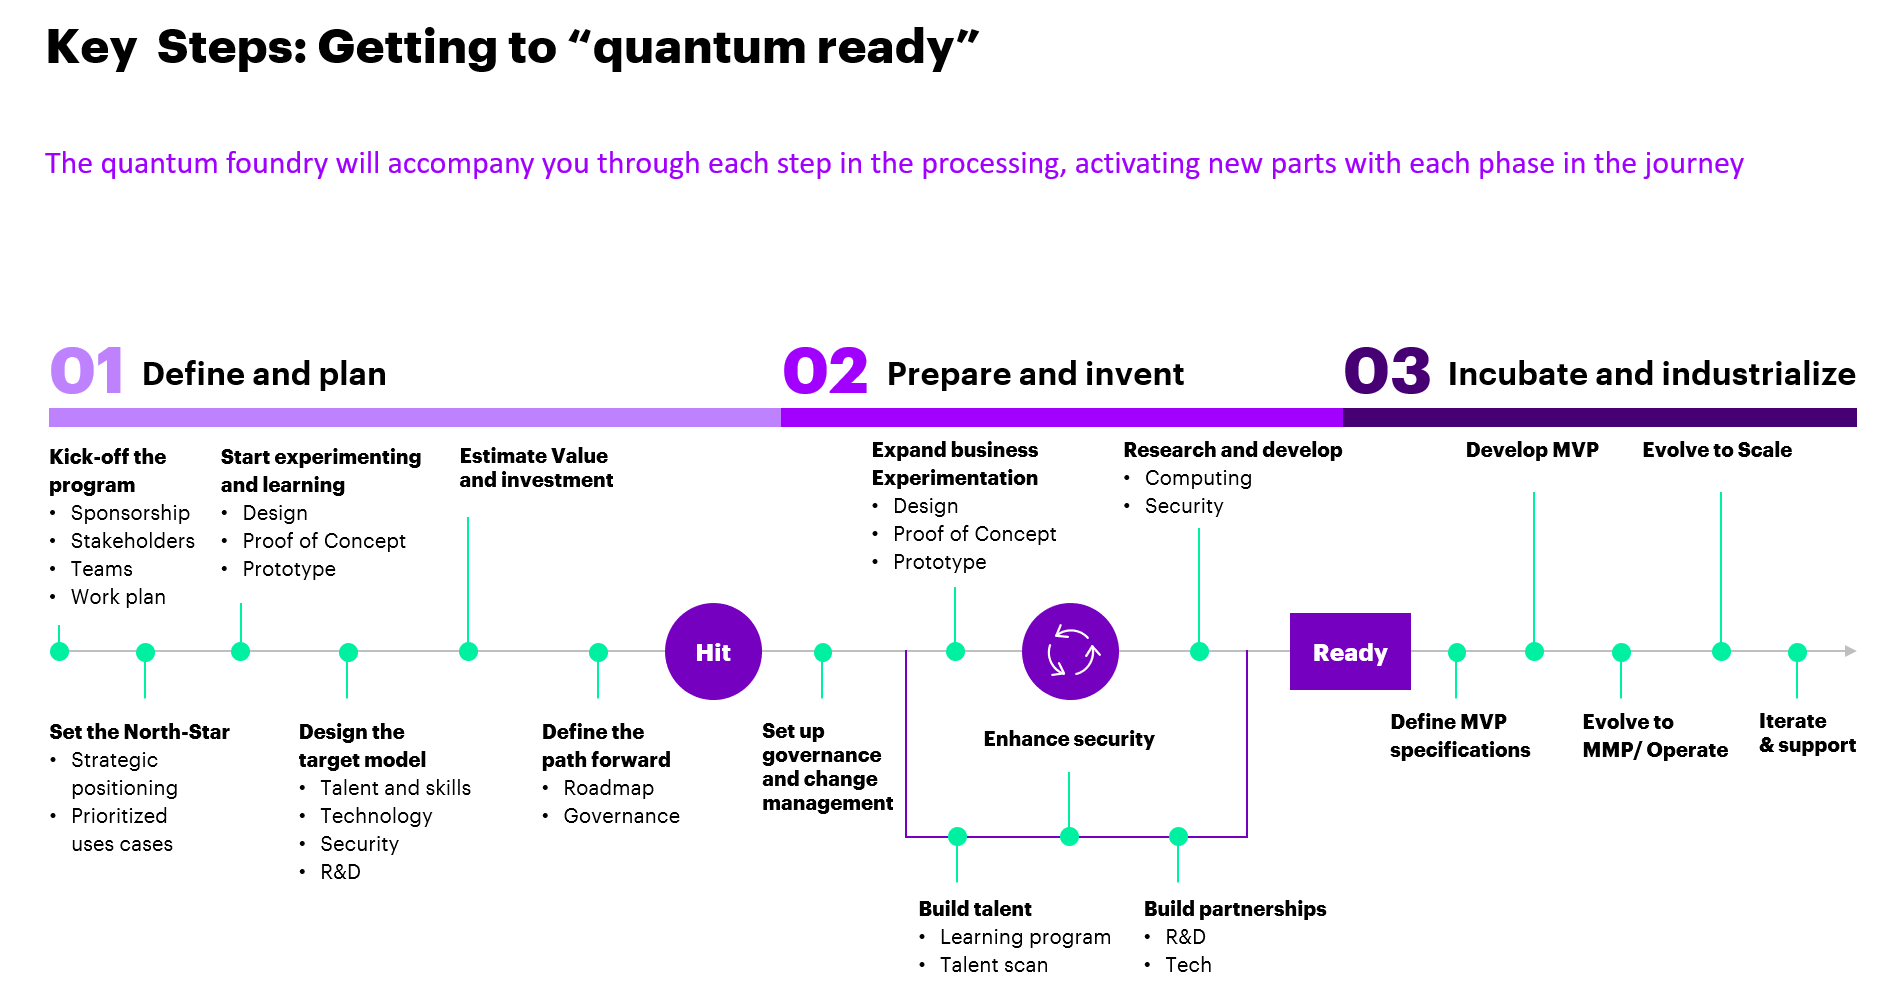 Key  Steps: Getting to “quantum ready”
The quantum foundry will accompany you through each step in the processing, activating new parts with each phase in the journey
01 Define and plan
02 Prepare and invent
03 Incubate and industrialize
Kick-off the
program
• Sponsorship
• Stakeholders
• Teams
• Work plan
Start experimenting
and learning
• Design
• Proof of Concept
• Prototype
Estimate Value
and investment
Expand business
Experimentation
• Design
• Proof of Concept
• Prototype
Research and develop
• Computing
• Security
Develop MVP
Evolve to Scale
Hit
Ready
Set the North-Star
• Strategic
positioning
• Prioritized
uses cases
Design the
target model
• Talent and skills
• Technology
• Security
• R&D
Define the
path forward
• Roadmap
• Governance
Set up
governance
and change
management
Enhance security
Define MVP
specifications
Evolve to
MMP/ Operate
Iterate
& support
Build talent
• Learning program
• Talent scan
Build partnerships
• R&D
• Tech